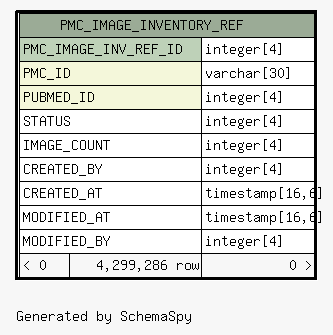 PMC_IMAGE_INVENTORY_REF
PMC_IMAGE_INV_REF_ID integer[4]
PMC_ID varchar[30]
PUBMED_ID integer[4]
STATUS integer[4]
IMAGE_COUNT integer[4]
CREATED_BY integer[4]
CREATED_AT timestamp[16,6]
MODIFIED_AT timestamp[16,6]
MODIFIED_BY integer[4]
< 0 4,299,286 row 0 >
Generated by SchemaSpy